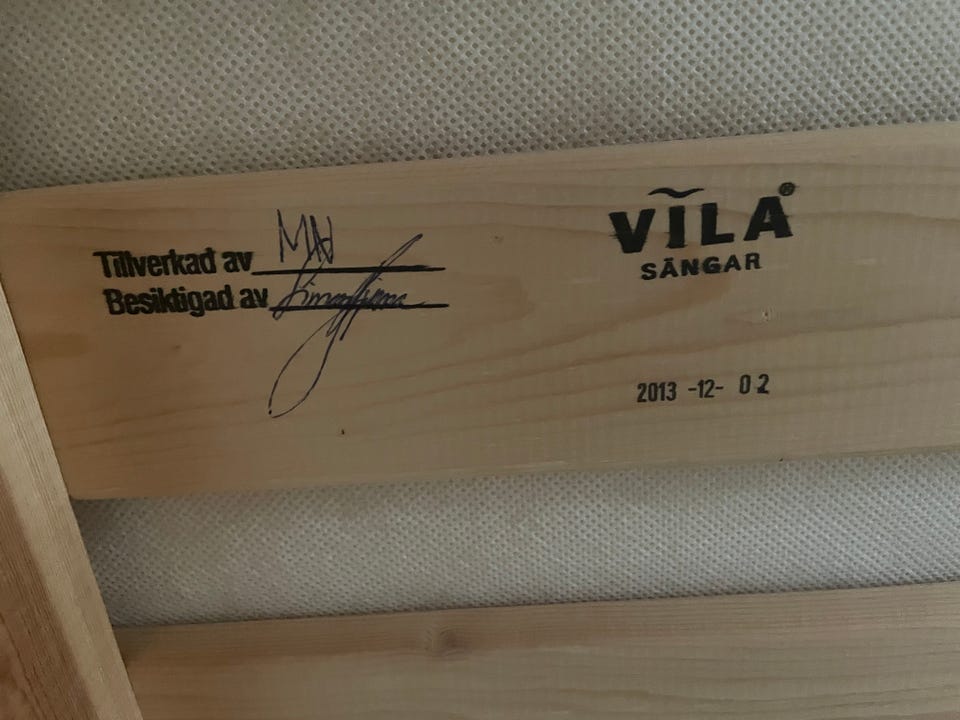 Tillverkad av
Besiktigad av
VILA®
SÄNGAR
2013 -12- 02